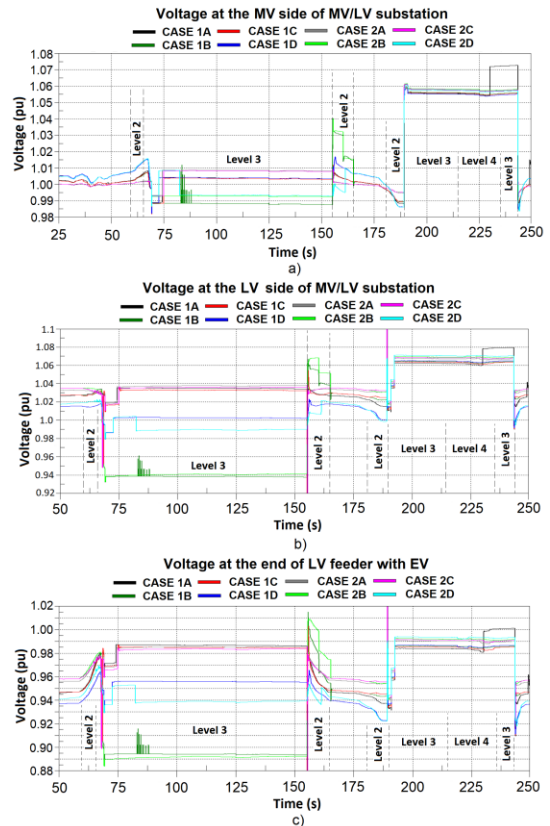 Voltage at the MV side of MV/LV substation
CASE 1A CASE 1C CASE 2A CASE 2C
CASE 1B CASE 1D CASE 2B CASE 2D
Voltage (pu)
1.08
1.07
1.06
1.05
1.04
1.03
1.02
1.01
1.00
0.99
0.98
Level 2
Level 3
Level 2
Level 2
Level 3
Level 4
Level 3
25 50 75 100 125 150 175 200 225 250
Time (s)
a)
Voltage at the LV side of MV/LV substation
CASE 1A CASE 1C CASE 2A CASE 2C
CASE 1B CASE 1D CASE 2B CASE 2D
Voltage (pu)
1.1
1.08
1.06
1.04
1.02
1.0
0.98
0.96
0.94
0.92
Level 2
Level 3
Level 2
Level 2
Level 3
Level 4
Level 3
50 75 100 125 150 175 200 225 250
Time (s)
b)
Voltage at the end of LV feeder with EV
CASE 1A CASE 1C CASE 2A CASE 2C
CASE 1B CASE 1D CASE 2B CASE 2D
Voltage (pu)
1.02
1.00
0.98
0.96
0.94
0.92
0.90
0.88
Level 2
Level 3
Level 2
Level 2
Level 3
Level 4
Level 3
50 75 100 125 150 175 200 225 250
Time (s)
c)